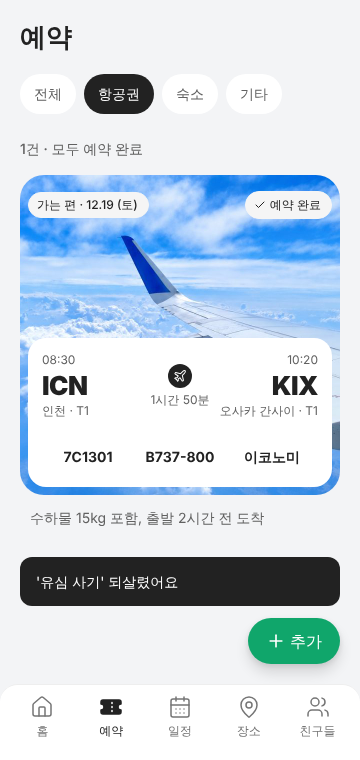 예약
전체 항공권 숙소 기타
1건 · 모두 예약 완료
가는 편 · 12.19 (토) 예약 완료
08:30 10:20
ICN KIX
1시간 50분
인천 · T1 오사카 간사이 · T1
7C1301 B737-800 이코노미
수하물 15kg 포함, 출발 2시간 전 도착
'유심 사기' 되살렸어요
추가
홈 예약 일정 장소 친구들